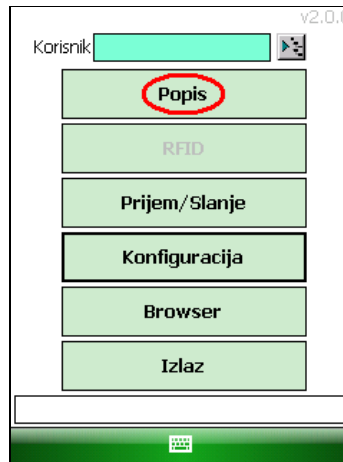 v2.0.0
Korisnik
Popis
RFID
Prijem/Slanje
Konfiguracija
Browser
Izlaz